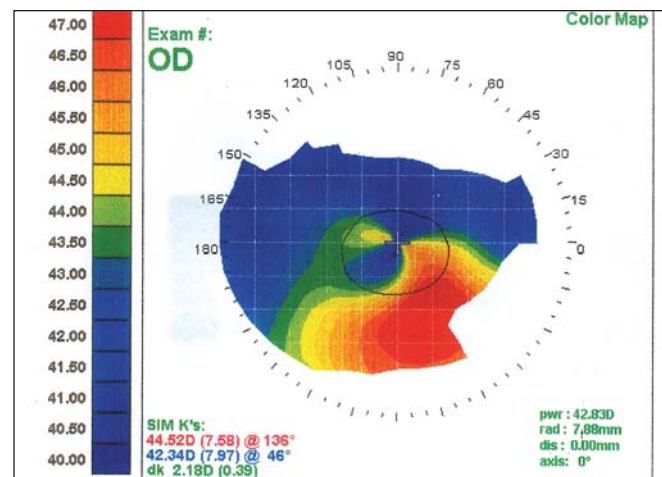 47.00
46.50
46.00
45.50
45.00
44.50
44.00
43.50
43.00
42.50
42.00
41.50
41.00
40.50
40.00
Exam #:
OD
Color Map
90
105
75
120
60
135
45
150
30
165
15
180
0
SIM K's:
44.52D (7.58) @ 136°
42.34D (7.97) @ 46°
dk 2.18D (0.39)
pwr : 42.83D
rad : 7.88mm
dis : 0.00mm
axis: 0°